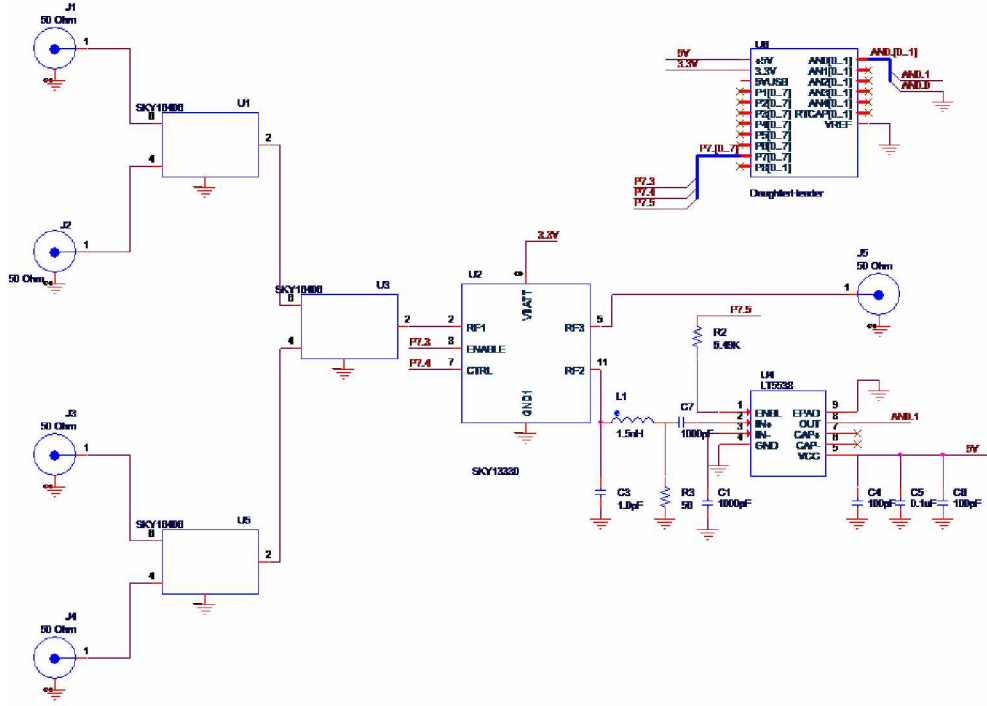 J1
50 Ohm
1
SKY16406
6
U1
2
4
J2
1
50 Ohm
SKY16406
6
U3
2
4
J3
50 Ohm
1
SKY16406
6
U5
2
4
J4
50 Ohm
1
3.3V
U2
VBATT
2
RF1
P7.3
8
ENABLE
P7.4
7
CTRL
RF3
5
RF2
11
GND1
SKY13330
J5
50 Ohm
1
U6
5V
+5V
3.3V
3.3V
5VUSB
P1[0..7]
P2[0..7]
P3[0..7]
P4[0..7]
P5[0..7]
P6[0..7]
P7.[0..7]
P7[0..7]
P8[0..1]
AN0[0..1]
AN1[0..1]
AN2[0..1]
AN3[0..1]
AN4[0..1]
RTCAP[0..1]
VREF
AN0.[0..1]
AN0.1
AN0.0
P7.3
P7.4
P7.5
DaughterHeader
P7.5
R2
5.49K
U4
LT5538
1
ENBL
2
IN+
3
IN-
4
GND
EPAD
9
OUT
8
CAP+
7
CAP-
6
VCC
5
AN0.1
5V
L1
1.5nH
C7
1000pF
C3
1.0pF
R3
50
C1
1000pF
C4
100pF
C5
0.1uF
C6
100pF